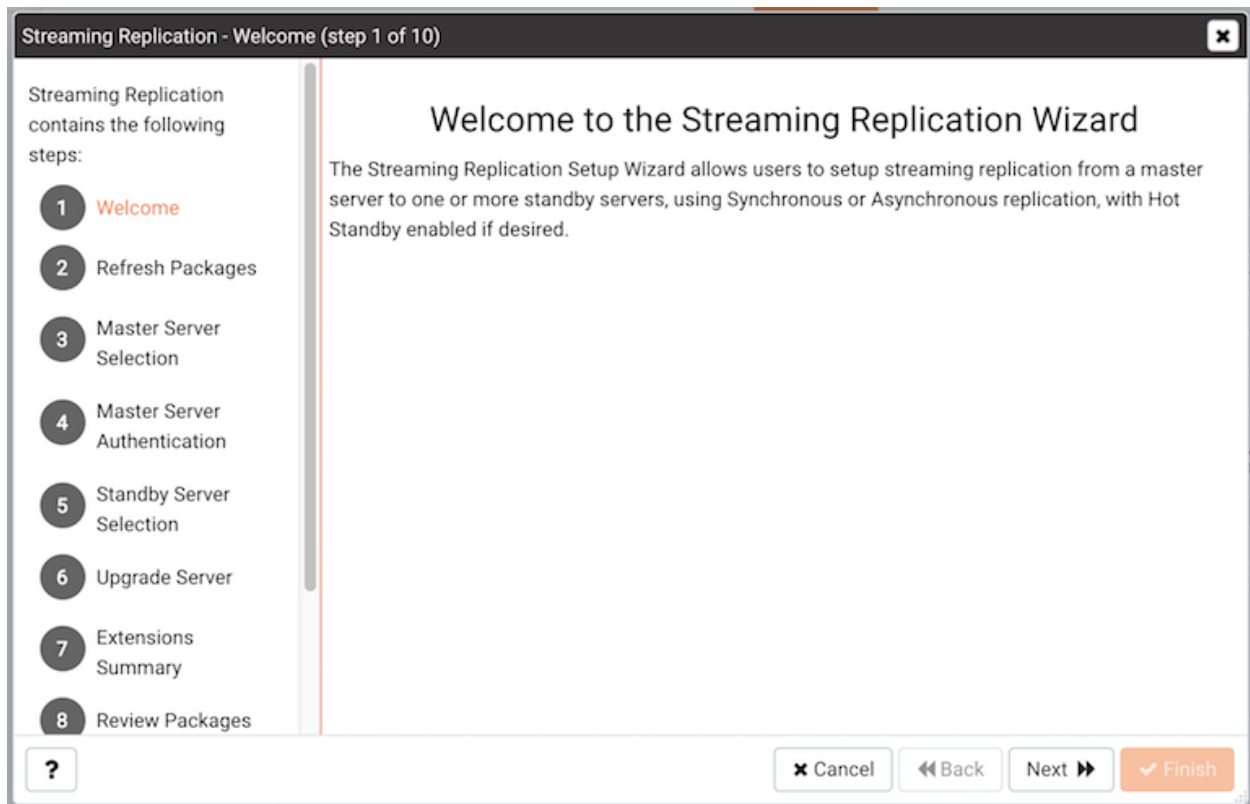 Streaming Replication - Welcome (step 1 of 10)
Streaming Replication
contains the following
steps:
1 Welcome
2 Refresh Packages
3 Master Server
Selection
4 Master Server
Authentication
5 Standby Server
Selection
6 Upgrade Server
7 Extensions
Summary
8 Review Packages
Welcome to the Streaming Replication Wizard
The Streaming Replication Setup Wizard allows users to setup streaming replication from a master
server to one or more standby servers, using Synchronous or Asynchronous replication, with Hot
Standby enabled if desired.
? Cancel Back Next Finish